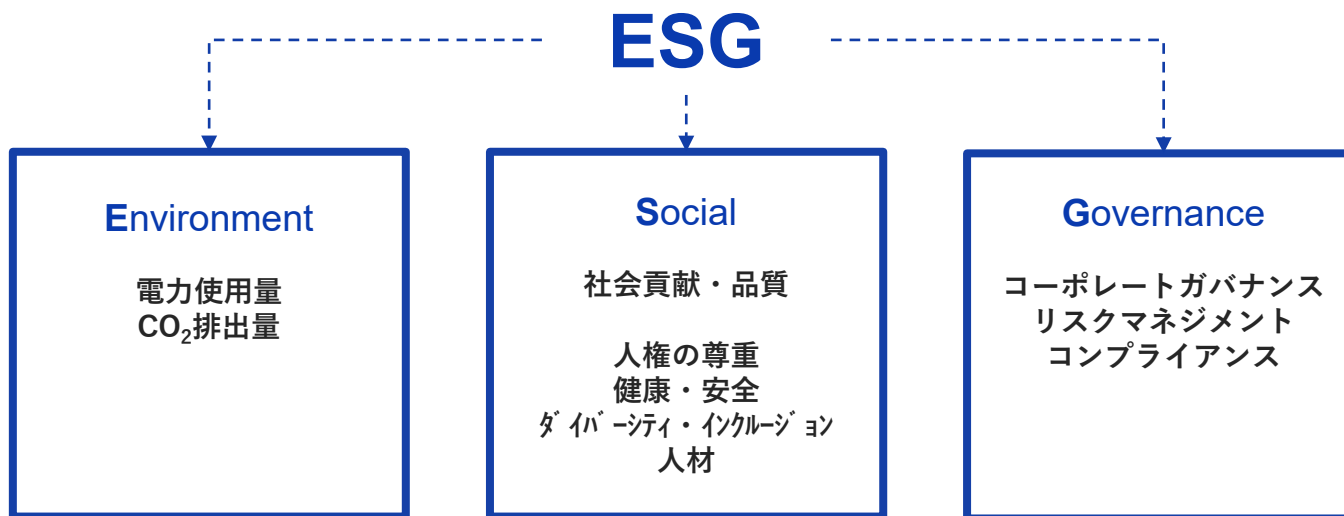 ESG
Environment
電力使用量
CO₂排出量
Social
社会貢献・品質
人権の尊重
健康・安全
ﾀﾞｲﾊﾞｰｼﾃｨ・ｲﾝｸﾙｰｼﾞｮﾝ
人材
Governance
コーポレートガバナンス
リスクマネジメント
コンプライアンス